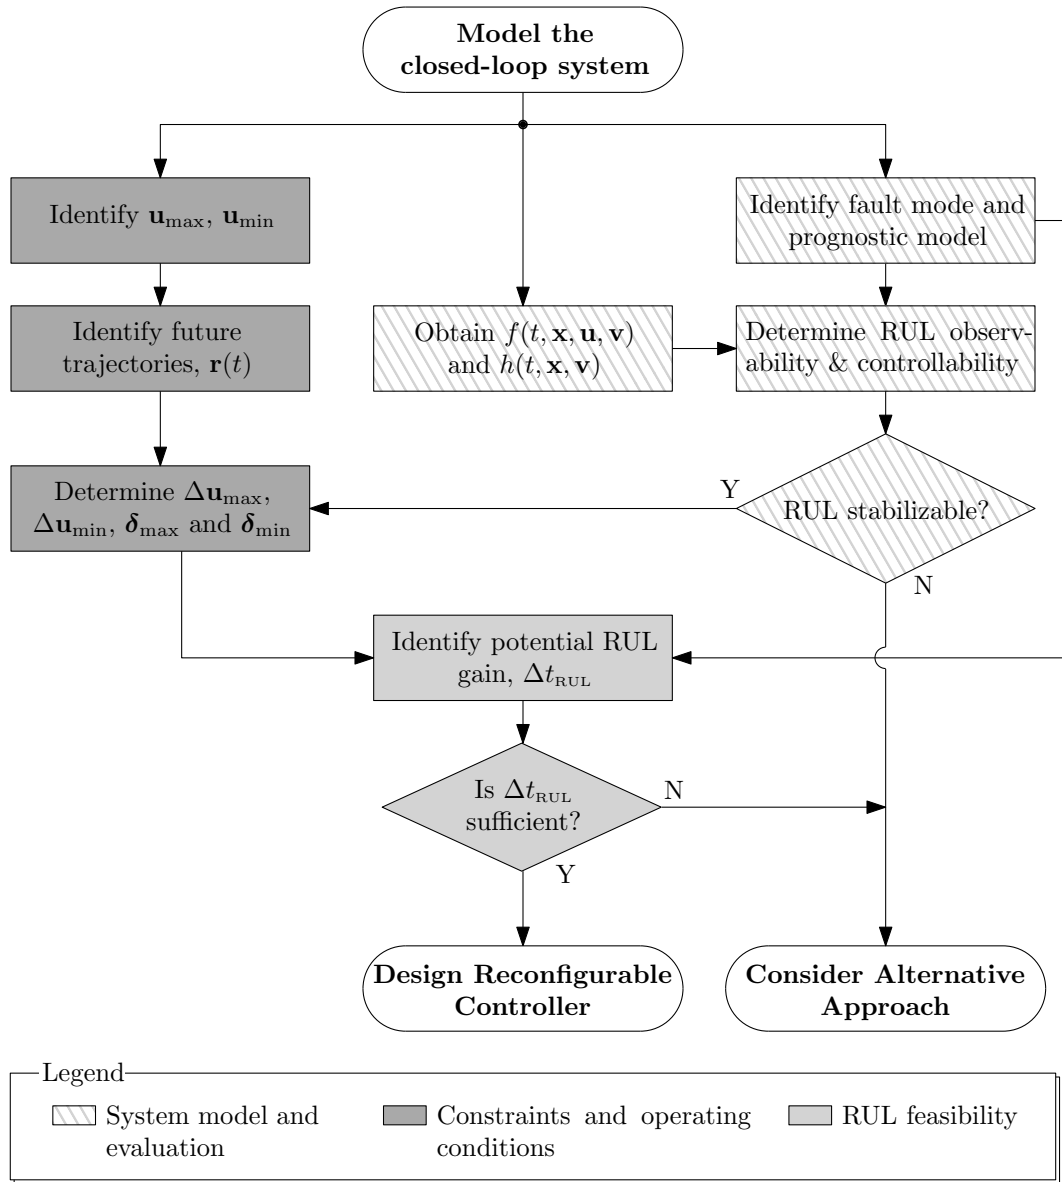 Model the
closed-loop system
Identify u_max, u_min
Identify fault mode and
prognostic model
Identify future
trajectories, r(t)
Obtain f(t, x, u, v)
and h(t, x, v)
Determine RUL observ-
ability & controllability
Determine Δu_max,
Δu_min, δ_max and δ_min
Y
RUL stabilizable?
N
Identify potential RUL
gain, Δt_RUL
Is Δt_RUL
sufficient?
N
Y
Design Reconfigurable
Controller
Consider Alternative
Approach
Legend
System model and
evaluation
Constraints and operating
conditions
RUL feasibility